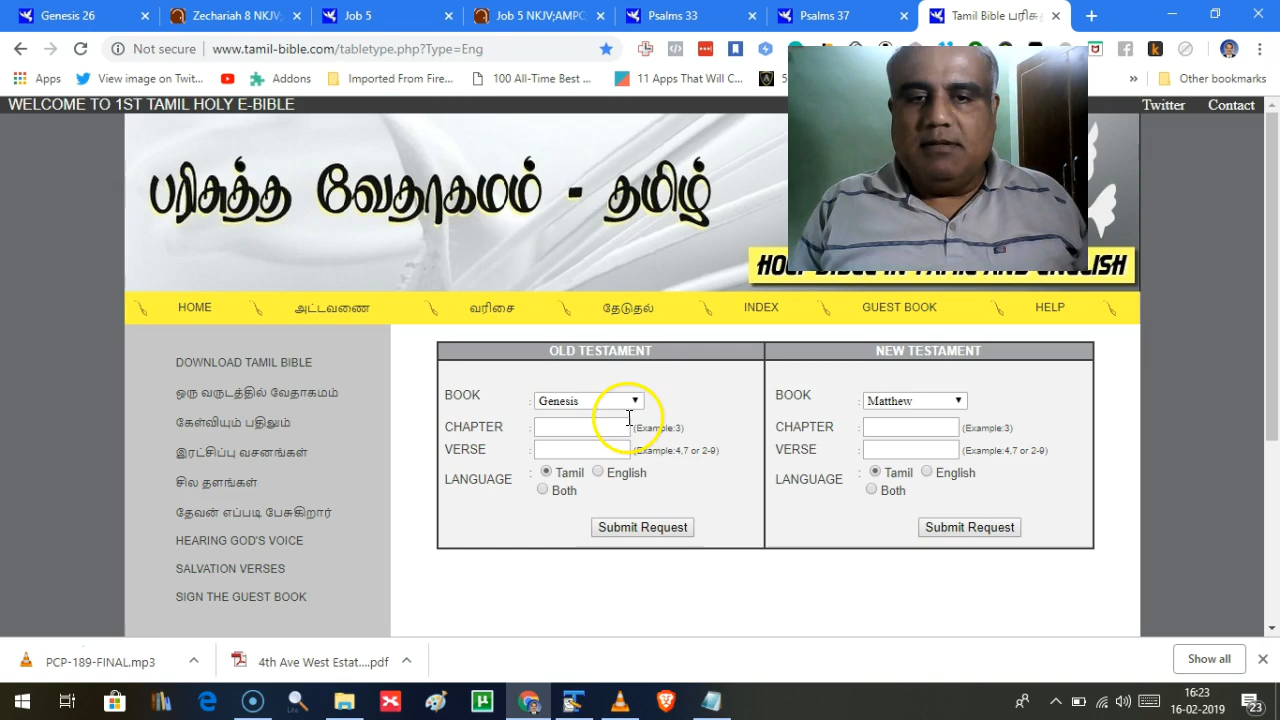 Genesis 26
Zechariah 8 NKJV;
Job 5
Job 5 NKJV;AMPC
Psalms 33
Psalms 37
Tamil Bible பரிசுத
Not secure
www.tamil-bible.com/tabletype.php?Type=Eng
Apps
View image on Twit...
Addons
Imported From Fire...
100 All-Time Best ...
11 Apps That Will C...
5
»
Other bookmarks
WELCOME TO 1ST TAMIL HOLY E-BIBLE
Twitter
Contact
பரிசுத்த வேதாகமம் - தமிழ்
HOLY BIBLE IN TAMIL AND ENGLISH
HOME
அட்டவணை
வரிசை
தேடுதல்
INDEX
GUEST BOOK
HELP
DOWNLOAD TAMIL BIBLE
ஒரு வருடத்தில் வேதாகமம்
கேள்வியும் பதிலும்
இரட்சிப்பு வசனங்கள்
சில தளங்கள்
தேவன் எப்படி பேசுகிறார்
HEARING GOD'S VOICE
SALVATION VERSES
SIGN THE GUEST BOOK
OLD TESTAMENT
BOOK : Genesis
CHAPTER : (Example:3)
VERSE : (Example:4,7 or 2-9)
LANGUAGE : Tamil English
Both
Submit Request
NEW TESTAMENT
BOOK : Matthew
CHAPTER : (Example:3)
VERSE : (Example:4,7 or 2-9)
LANGUAGE : Tamil English
Both
Submit Request
PCP-189-FINAL.mp3
4th Ave West Estat....pdf
Show all
16:23
16-02-2019
23